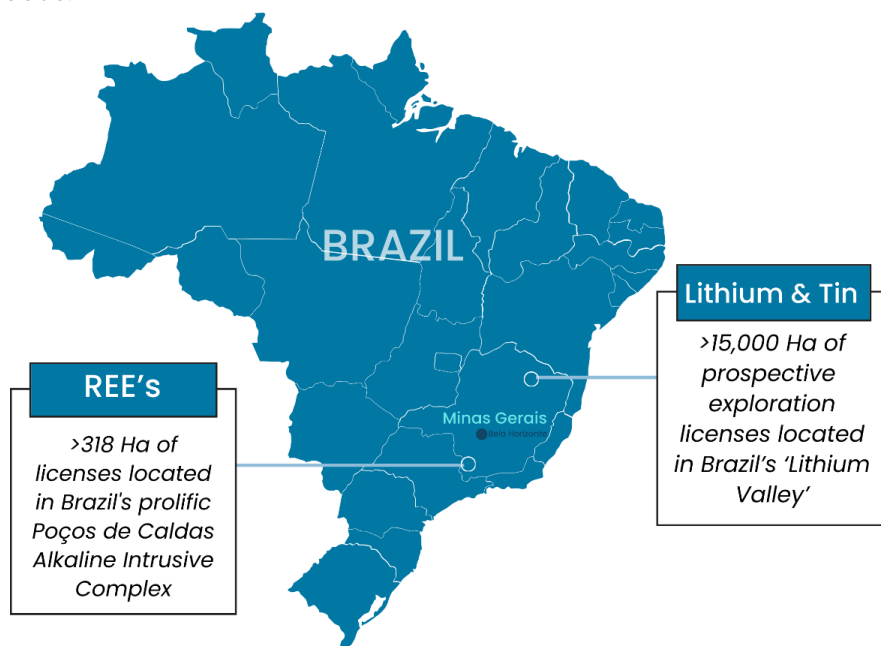 BRAZIL
Lithium & Tin
>15,000 Ha of
prospective
exploration
licenses located
in Brazil's ‘Lithium
Valley’
REE's
>318 Ha of
licenses located
in Brazil's prolific
Poços de Caldas
Alkaline Intrusive
Complex
Minas Gerais
Belo Horizonte